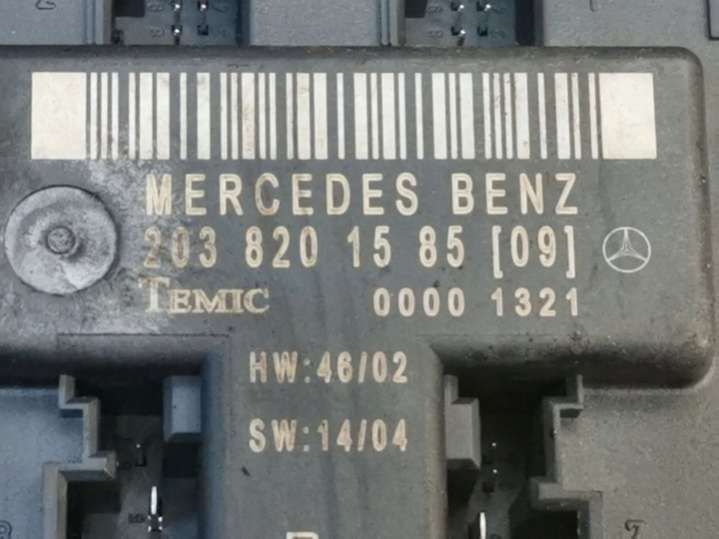 MERCEDES BENZ
203 820 15 85 [09]
TEMIC 0000 1321
HW:46/02
SW:14/04